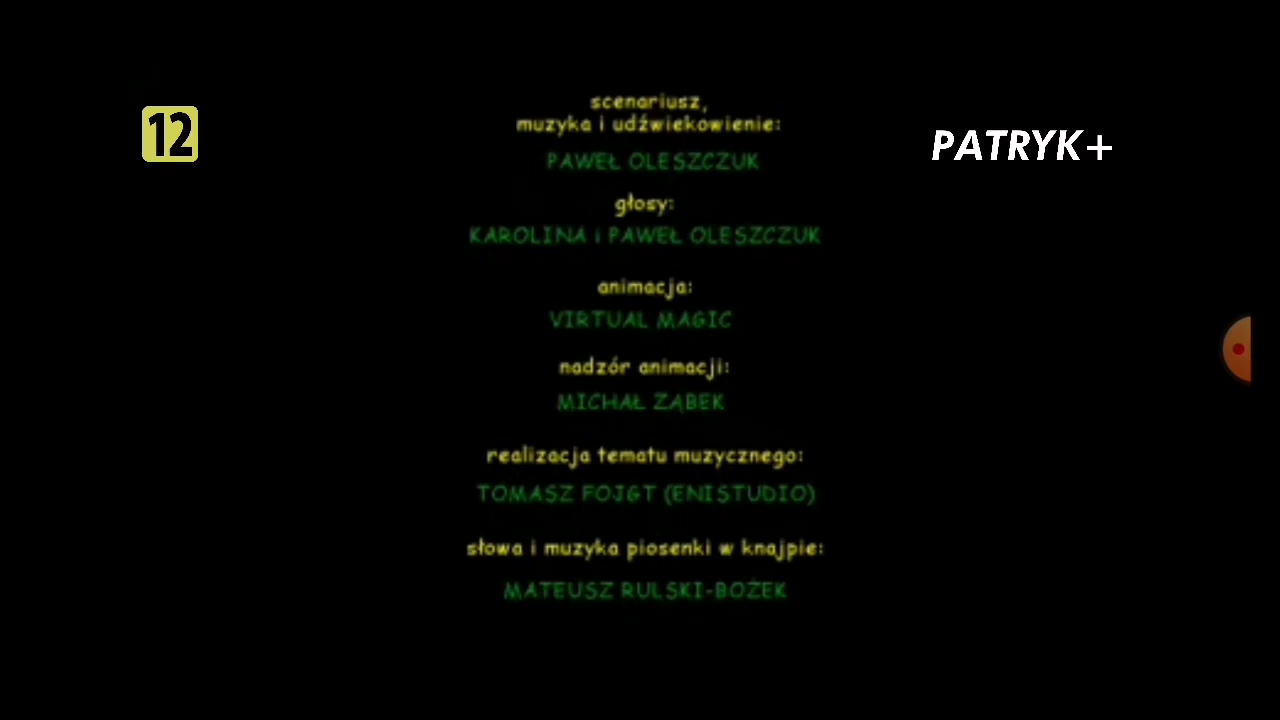 12
PATRYK+
scenariusz,
muzyka i udźwiekowienie:
PAWEŁ OLESZCZUK
głosy:
KAROLINA i PAWEŁ OLESZCZUK
animacja:
VIRTUAL MAGIC
nadzór animacji:
MICHAŁ ZĄBEK
realizacja tematu muzycznego:
TOMASZ FOJGT (ENISTUDIO)
słowa i muzyka piosenki w knajpie:
MATEUSZ RULSKI-BOŻEK